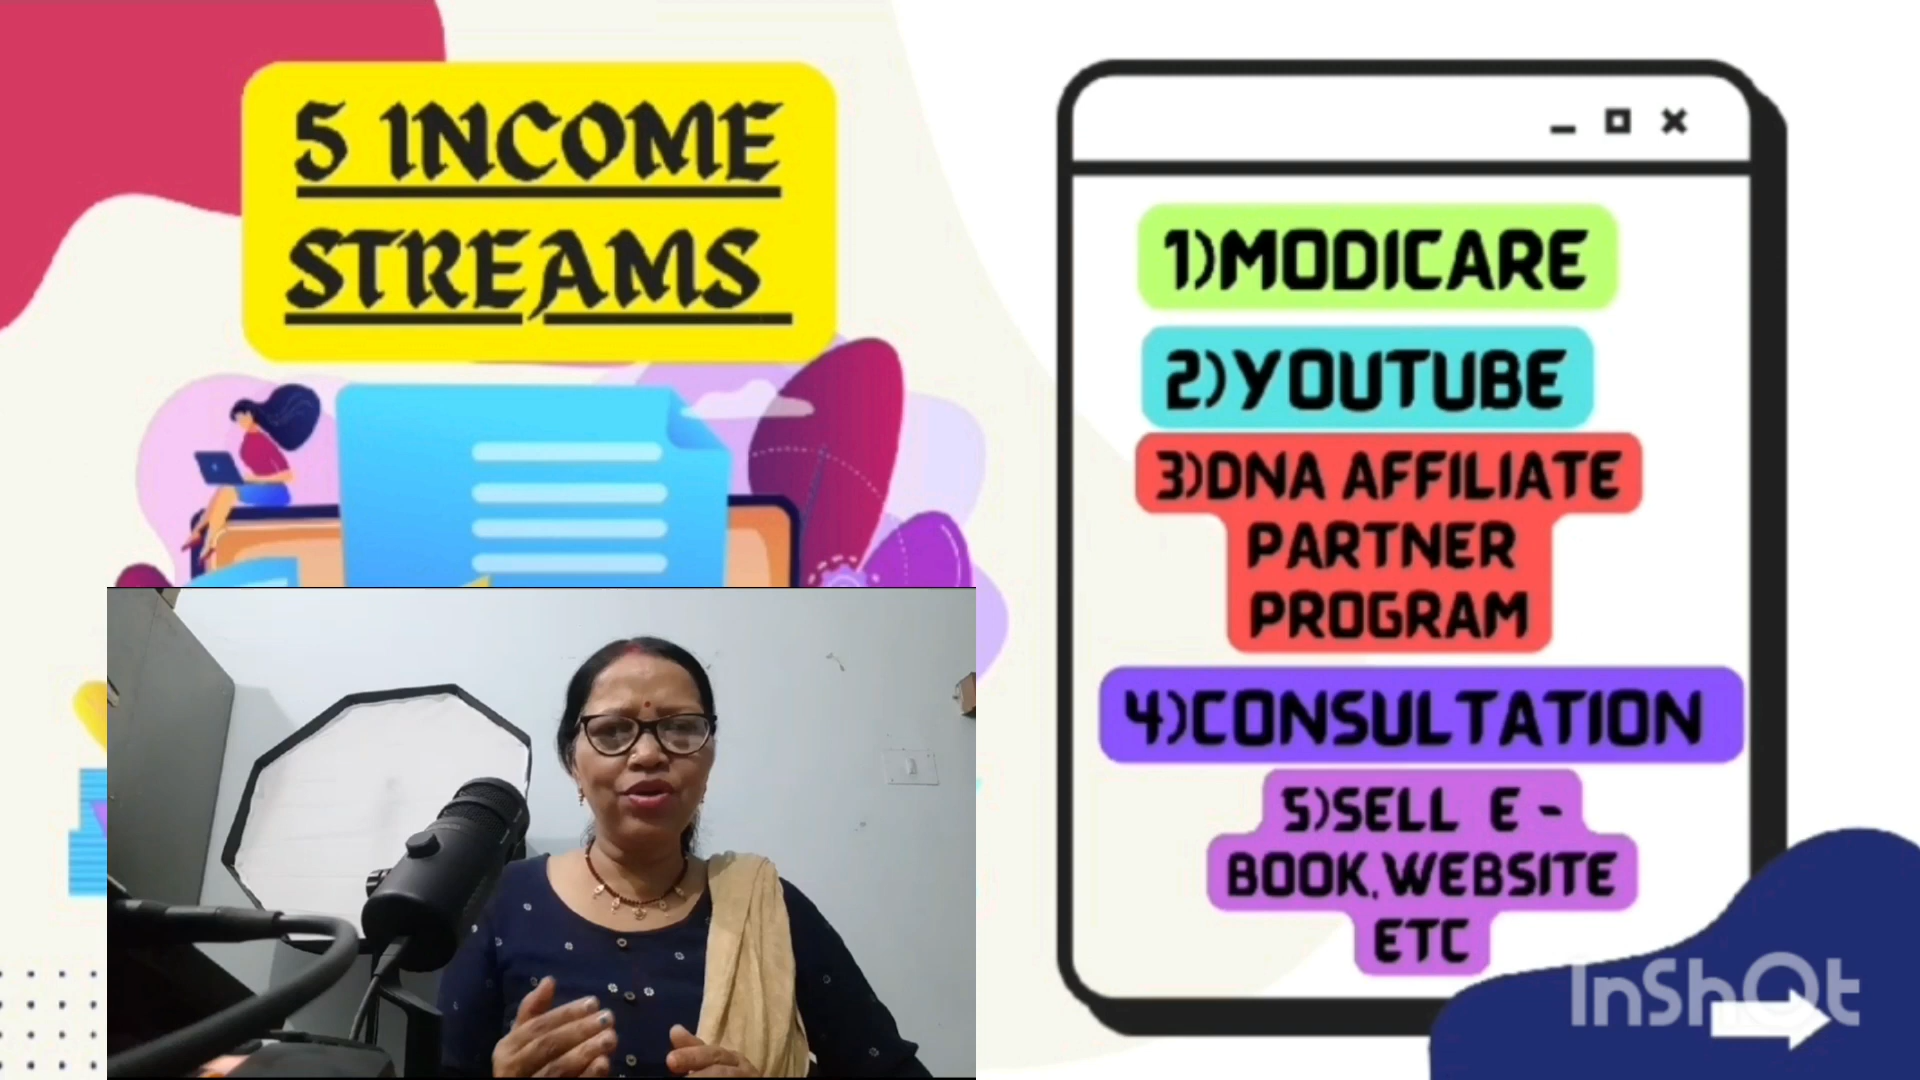 5 INCOME
STREAMS
1)MODICARE
2)YOUTUBE
3)DNA AFFILIATE
PARTNER
PROGRAM
4)CONSULTATION
5)SELL E -
BOOK,WEBSITE
ETC
InShOt